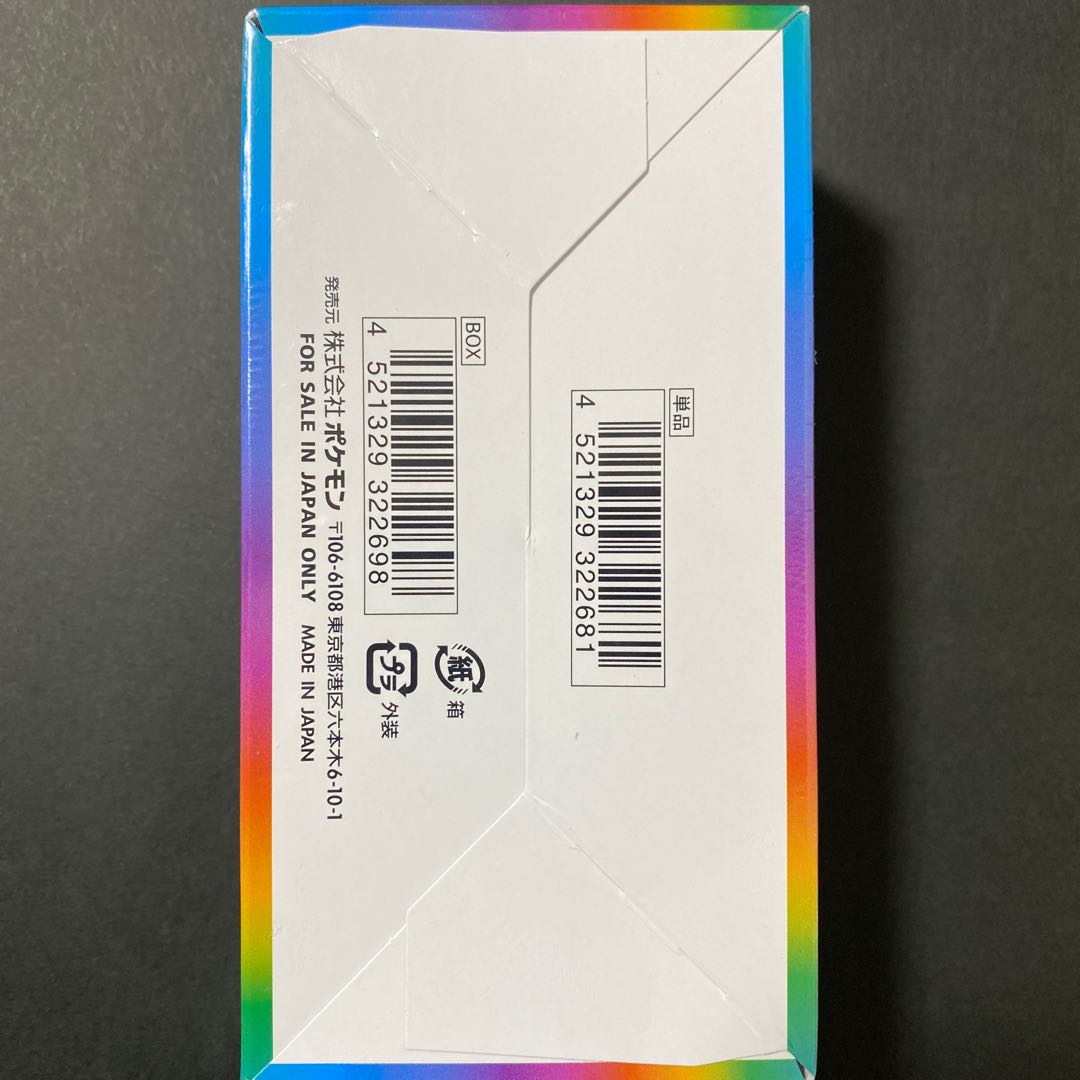 単品
4 521329 322681
BOX
4 521329 322698
紙 箱
プラ 外装
発売元 株式会社 ポケモン 〒106-6108 東京都港区六本木6-10-1
FOR SALE IN JAPAN ONLY MADE IN JAPAN